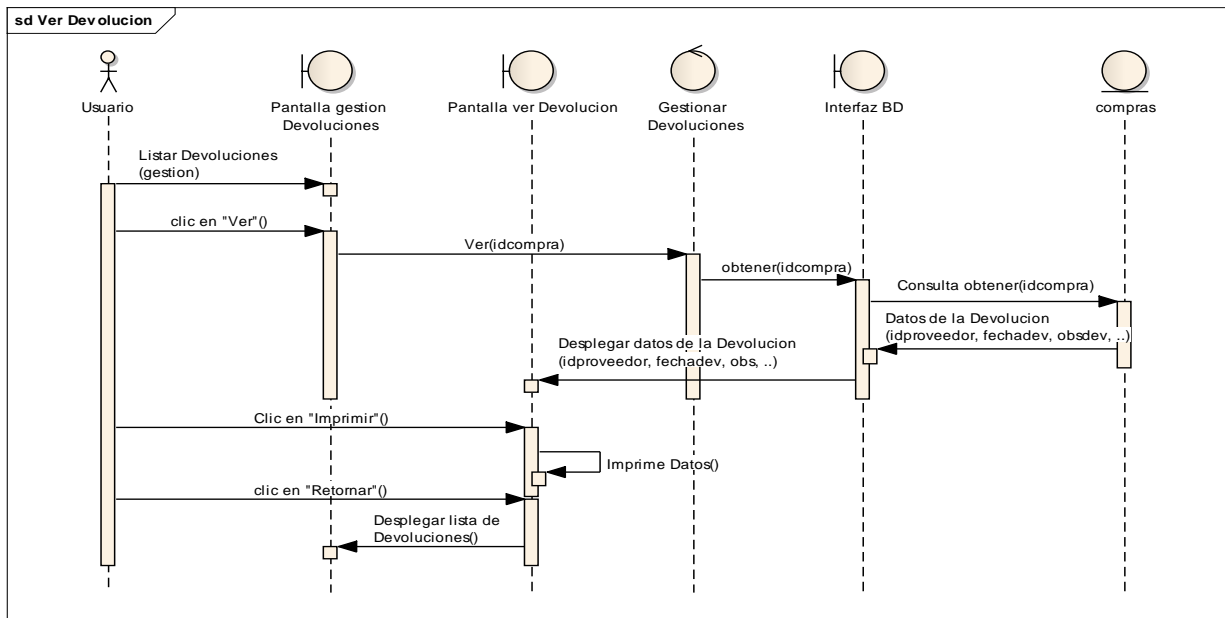 sd Ver Devolucion
Usuario
Pantalla gestion
Devoluciones
Pantalla ver Devolucion
Gestionar
Devoluciones
Interfaz BD
compras
Listar Devoluciones
(gestion)
clic en "Ver"()
Ver(idcompra)
obtener(idcompra)
Consulta obtener(idcompra)
Datos de la Devolucion
(idproveedor, fechadev, obsdev, ..)
Desplegar datos de la Devolucion
(idproveedor, fechadev, obs, ..)
Clic en "Imprimir"()
Imprime Datos()
clic en "Retornar"()
Desplegar lista de
Devoluciones()